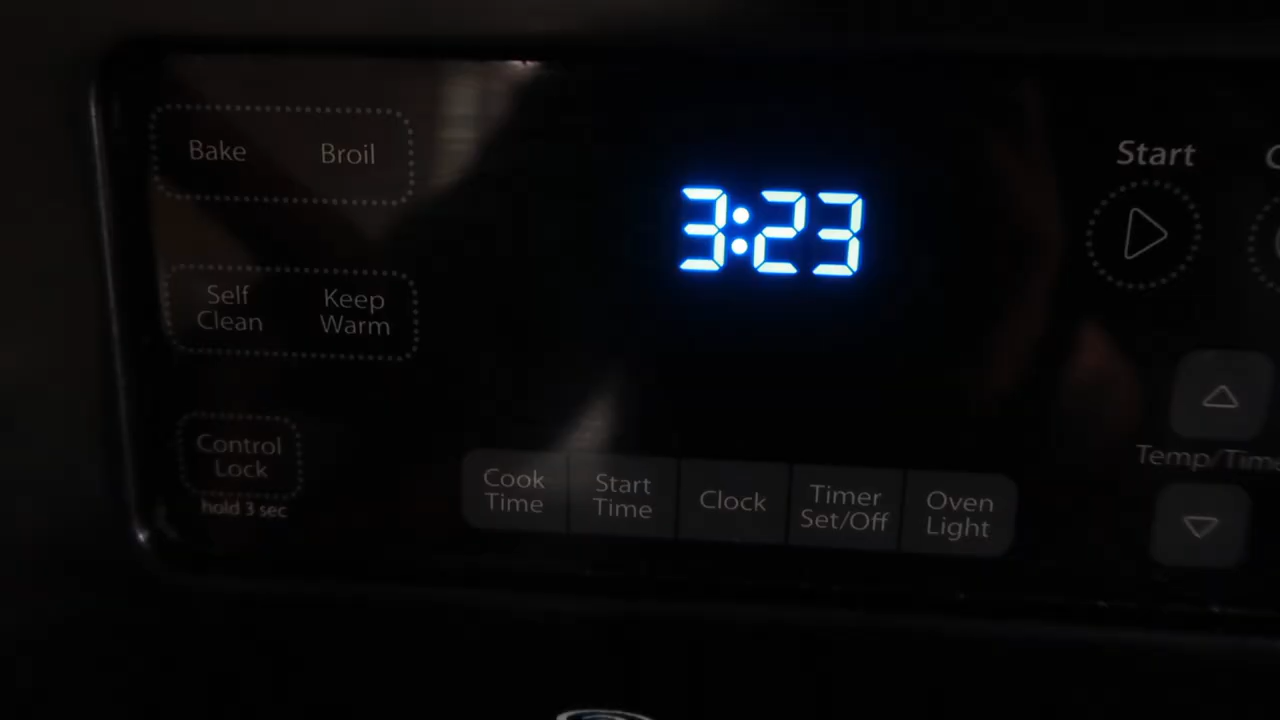 Bake
Broil
3:23
Start
Self
Clean
Keep
Warm
Control
Lock
hold 3 sec
Cook
Time
Start
Time
Clock
Timer
Set/Off
Oven
Light
Temp/Time